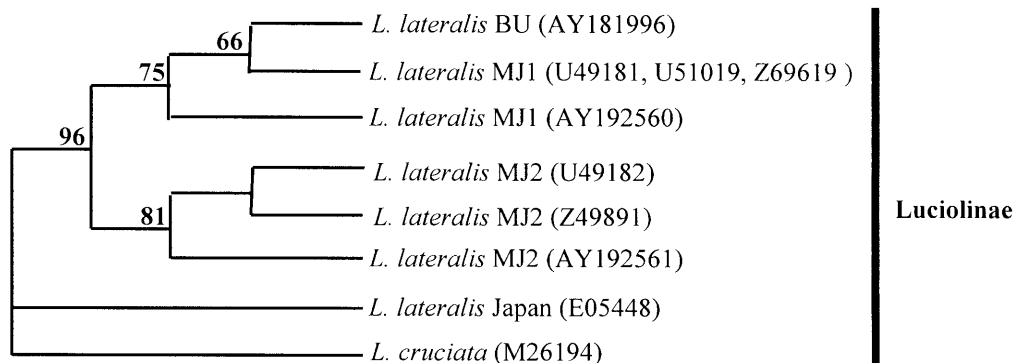 L. lateralis BU (AY181996)
66
75
L. lateralis MJ1 (U49181, U51019, Z69619 )
L. lateralis MJ1 (AY192560)
96
L. lateralis MJ2 (U49182)
81
L. lateralis MJ2 (Z49891)
Luciolinae
L. lateralis MJ2 (AY192561)
L. lateralis Japan (E05448)
L. cruciata (M26194)